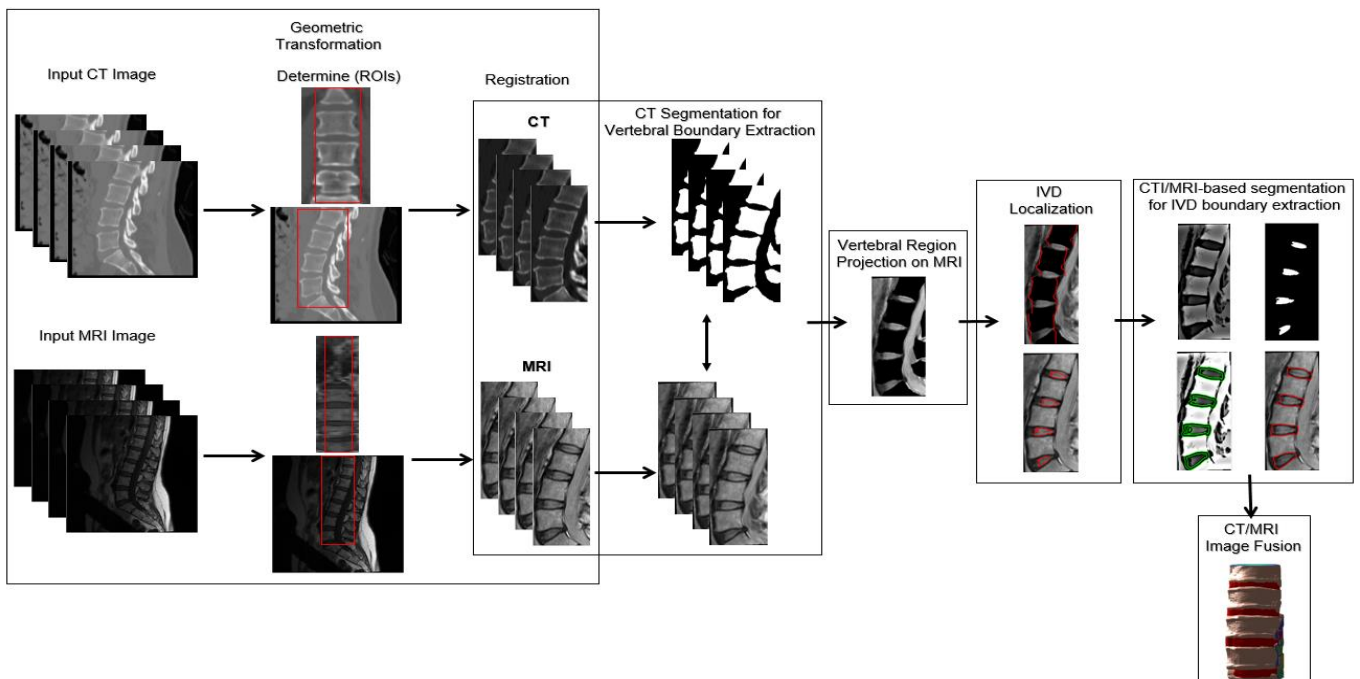 Geometric
Transformation
Input CT Image
Determine (ROIs)
Registration
CT
CT Segmentation for
Vertebral Boundary Extraction
Input MRI Image
MRI
Vertebral Region
Projection on MRI
IVD
Localization
CTI/MRI-based segmentation
for IVD boundary extraction
CT/MRI
Image Fusion